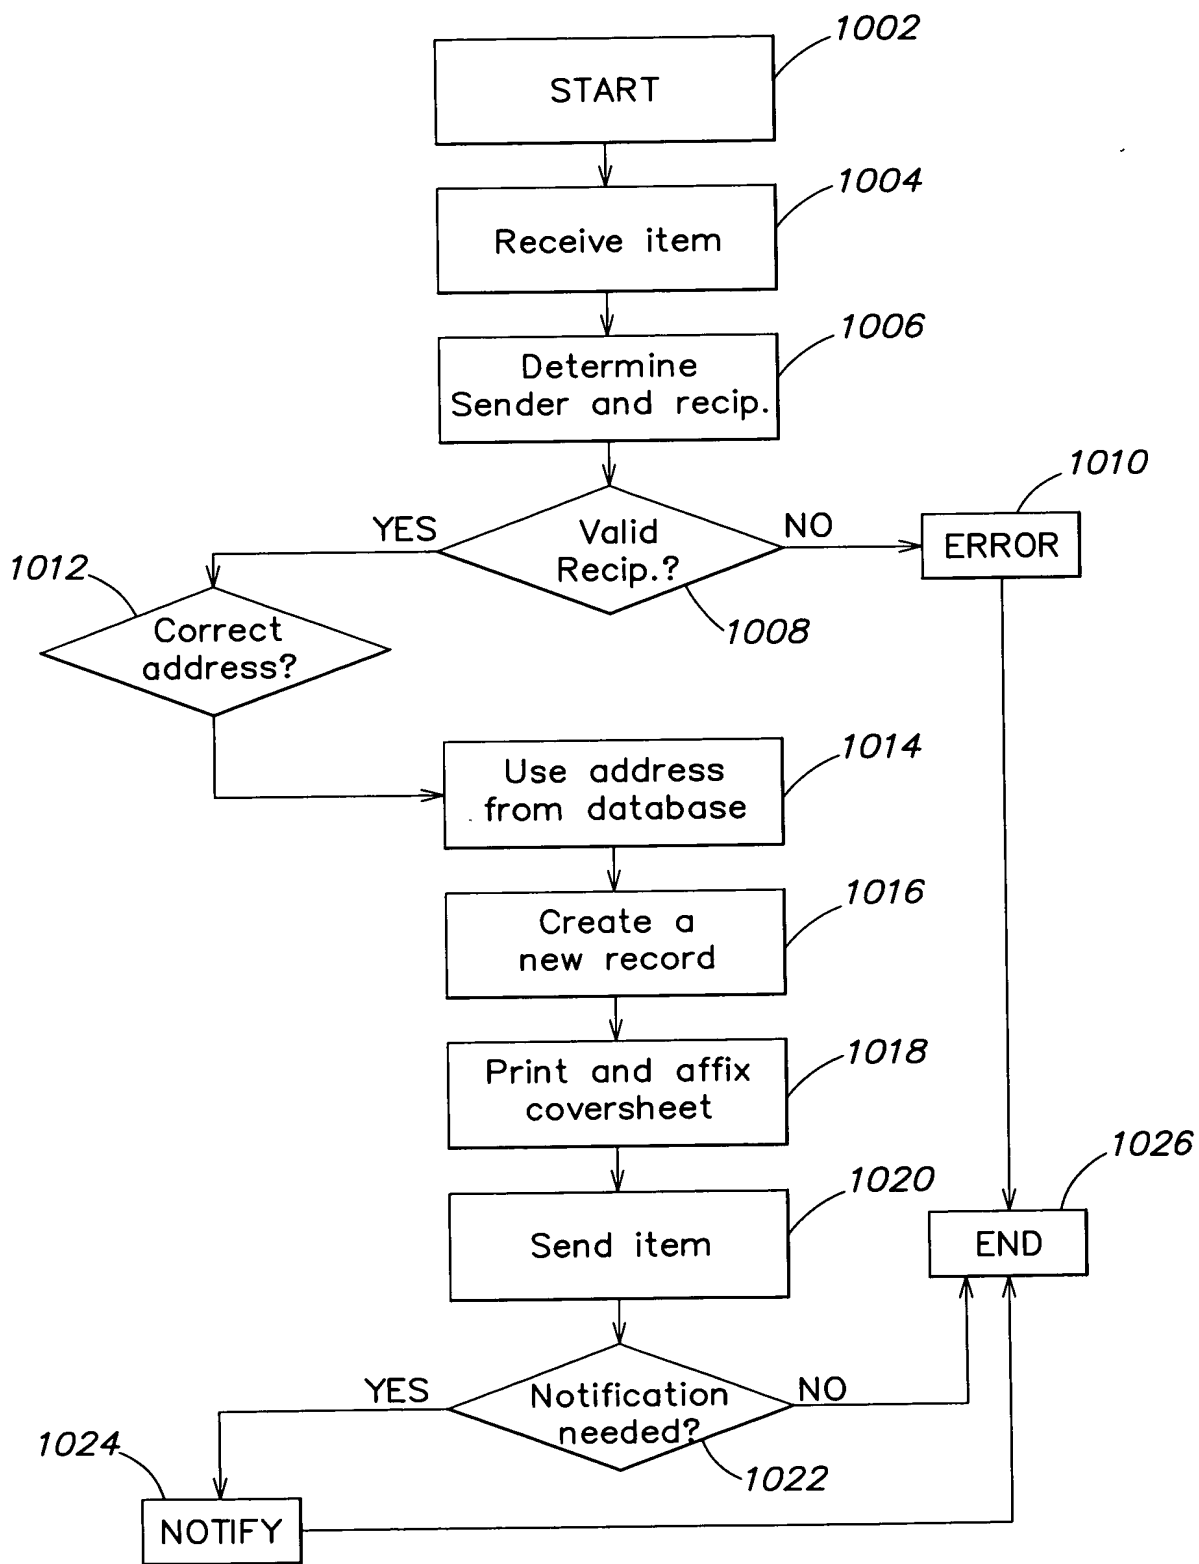 1002
START
1004
Receive item
1006
Determine
Sender and recip.
1010
YES
Valid
Recip.?
NO
ERROR
1012
1008
Correct
address?
1014
Use address
from database
1016
Create a
new record
1018
Print and affix
coversheet
1026
1020
Send item
END
YES
Notification
needed?
NO
1024
1022
NOTIFY